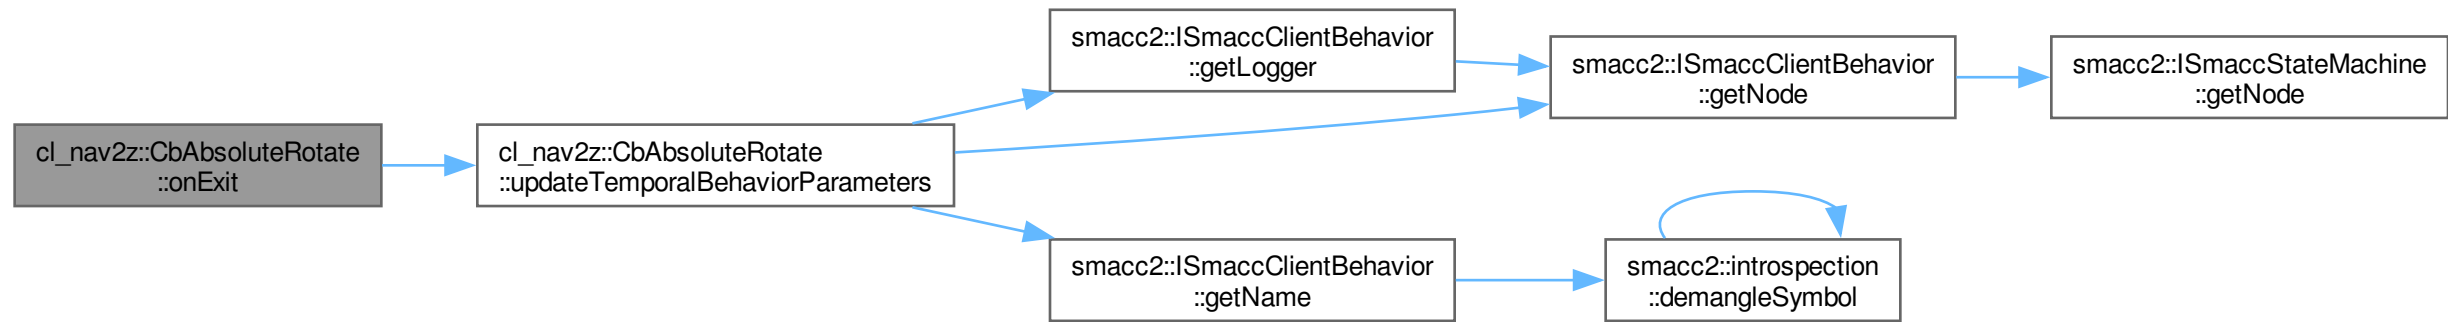 cl_nav2z::CbAbsoluteRotate
::onExit
cl_nav2z::CbAbsoluteRotate
::updateTemporalBehaviorParameters
smacc2::ISmaccClientBehavior
::getLogger
smacc2::ISmaccClientBehavior
::getNode
smacc2::ISmaccStateMachine
::getNode
smacc2::ISmaccClientBehavior
::getName
smacc2::introspection
::demangleSymbol